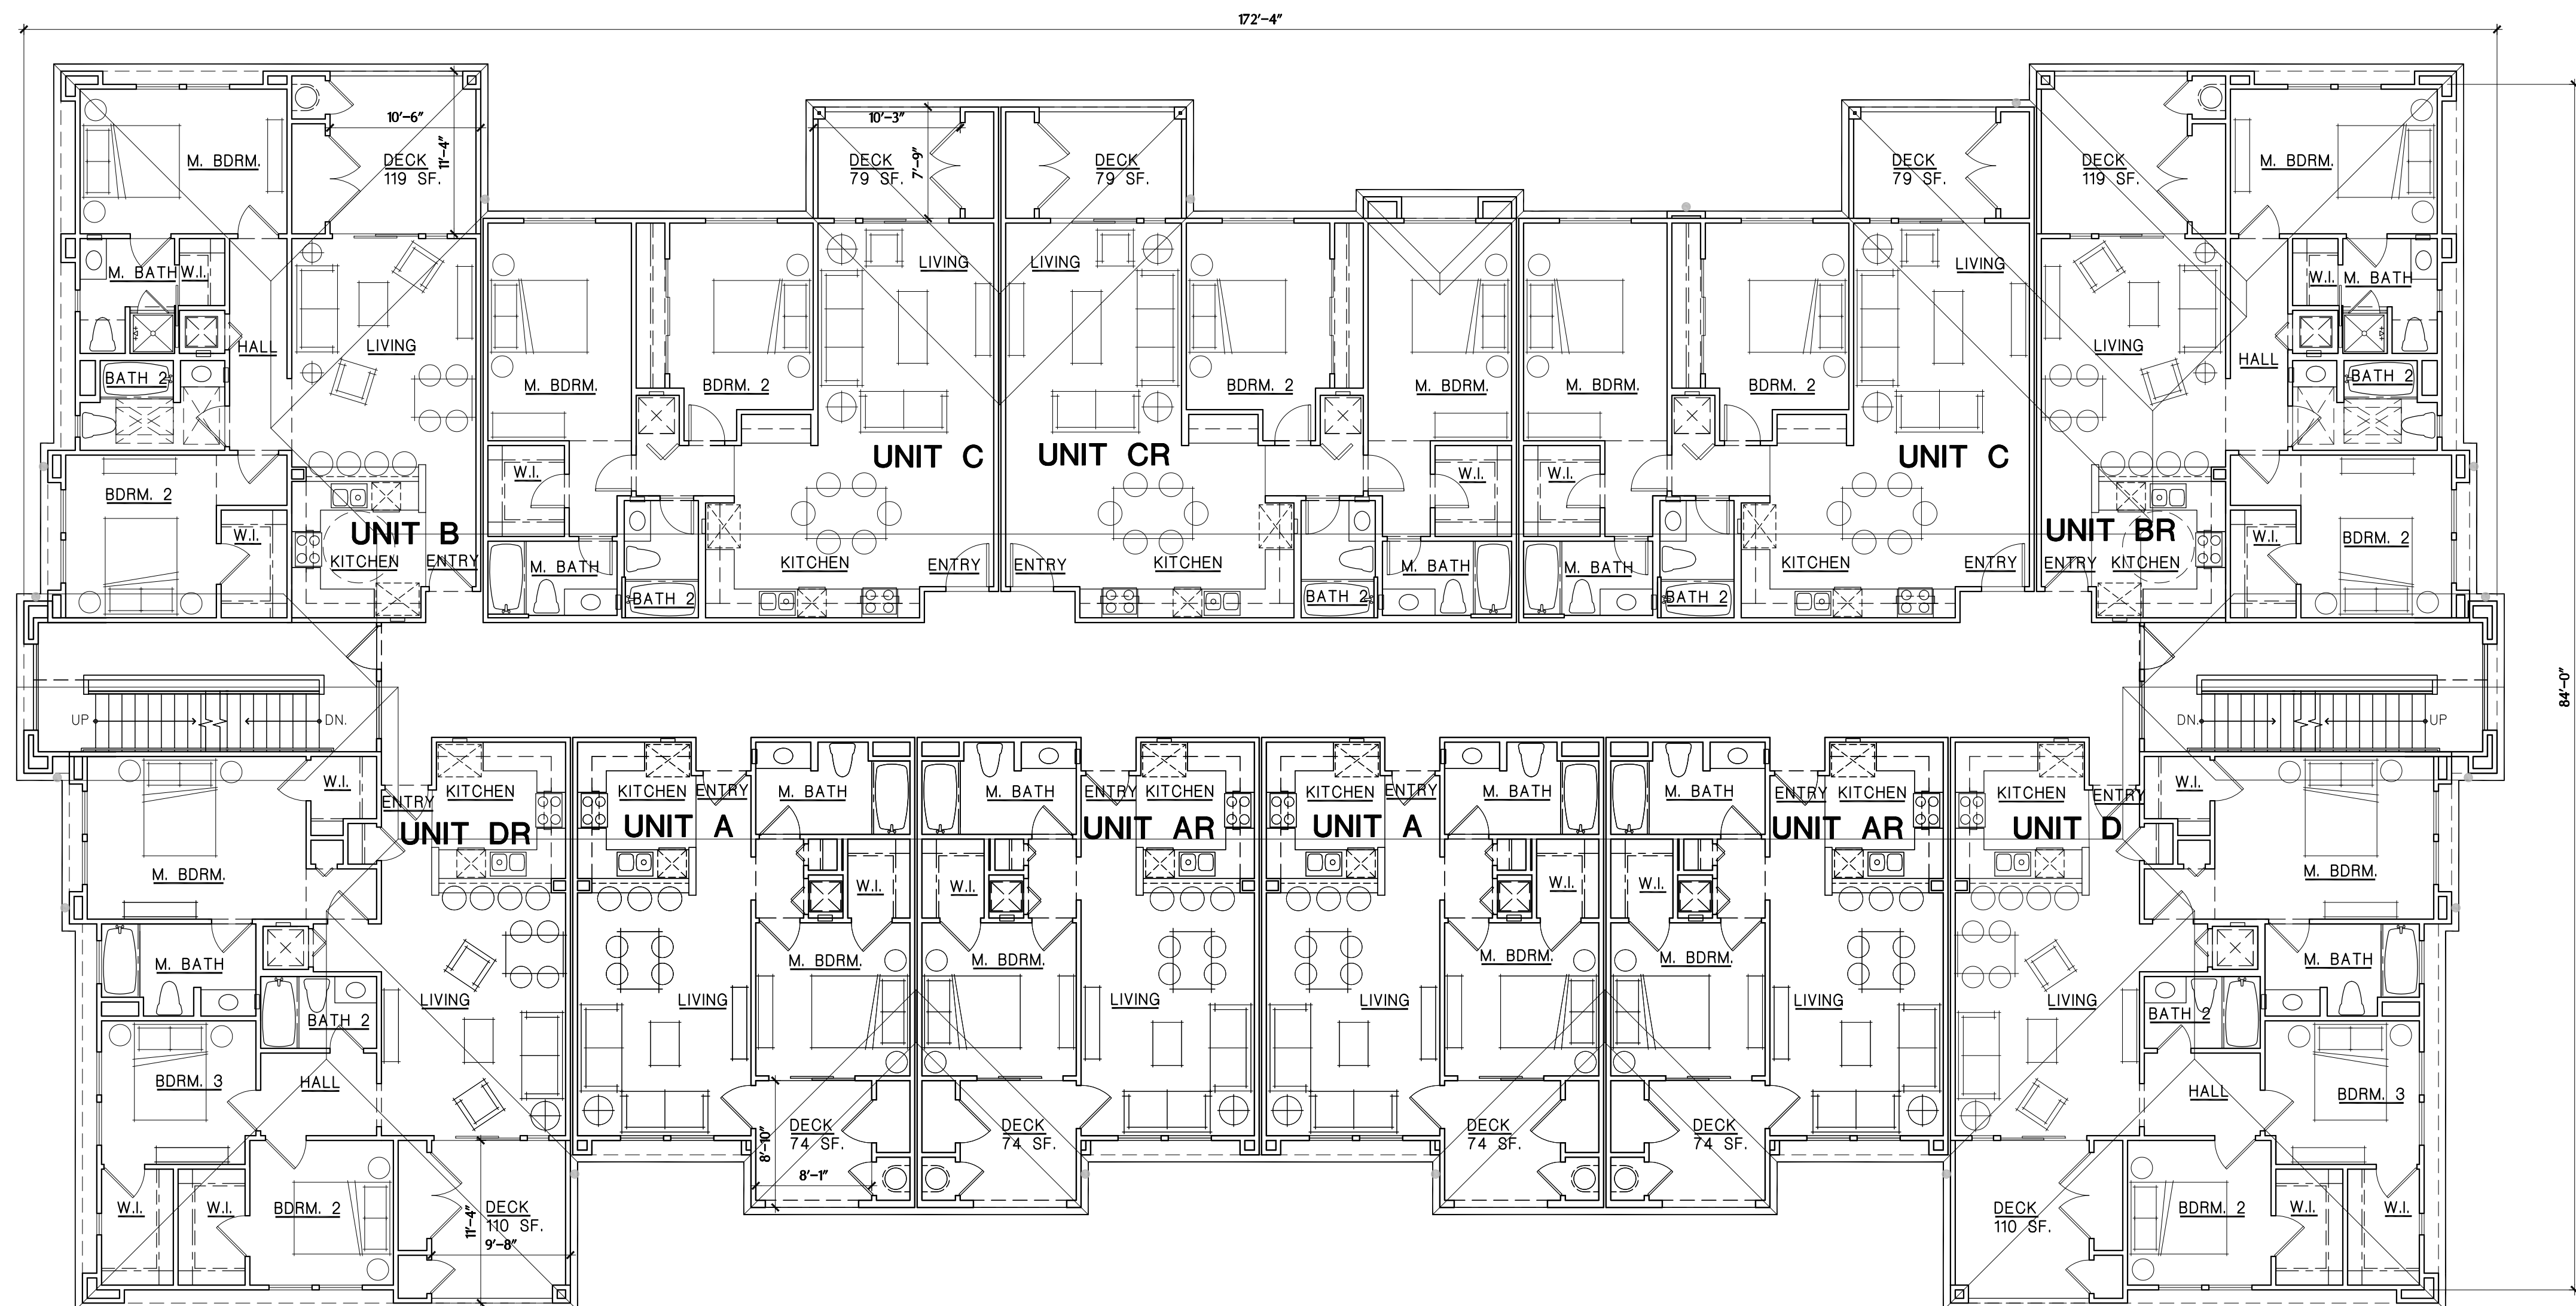 172'-4"
84'-0"
M. BDRM.
10'-6"
11'-4"
DECK
119 SF.
M. BATH
W.I.
HALL
LIVING
BATH 2
BDRM. 2
W.I.
UNIT B
KITCHEN
ENTRY
M. BDRM.
BDRM. 2
10'-3"
7'-9"
DECK
79 SF.
LIVING
UNIT C
W.I.
M. BATH
BATH 2
KITCHEN
ENTRY
DECK
79 SF.
LIVING
BDRM. 2
M. BDRM.
UNIT CR
W.I.
ENTRY
KITCHEN
BATH 2
M. BATH
M. BDRM.
BDRM. 2
DECK
79 SF.
LIVING
UNIT C
W.I.
M. BATH
BATH 2
KITCHEN
ENTRY
DECK
119 SF.
M. BDRM.
W.I.
M. BATH
LIVING
HALL
BATH 2
BDRM. 2
W.I.
UNIT BR
ENTRY
KITCHEN
UP
DN.
DN.
UP
W.I.
ENTRY
KITCHEN
UNIT DR
M. BDRM.
M. BATH
LIVING
BATH 2
BDRM. 3
HALL
W.I.
W.I.
BDRM. 2
11'-4"
DECK
110 SF.
9'-8"
KITCHEN
ENTRY
M. BATH
UNIT A
W.I.
M. BDRM.
LIVING
8'-10"
DECK
74 SF.
8'-1"
M. BATH
ENTRY
KITCHEN
UNIT AR
W.I.
M. BDRM.
LIVING
DECK
74 SF.
KITCHEN
ENTRY
M. BATH
UNIT A
W.I.
M. BDRM.
LIVING
DECK
74 SF.
M. BATH
ENTRY
KITCHEN
UNIT AR
W.I.
M. BDRM.
LIVING
DECK
74 SF.
KITCHEN
ENTRY
W.I.
UNIT D
M. BDRM.
M. BATH
LIVING
BATH 2
HALL
BDRM. 3
DECK
110 SF.
BDRM. 2
W.I.
W.I.